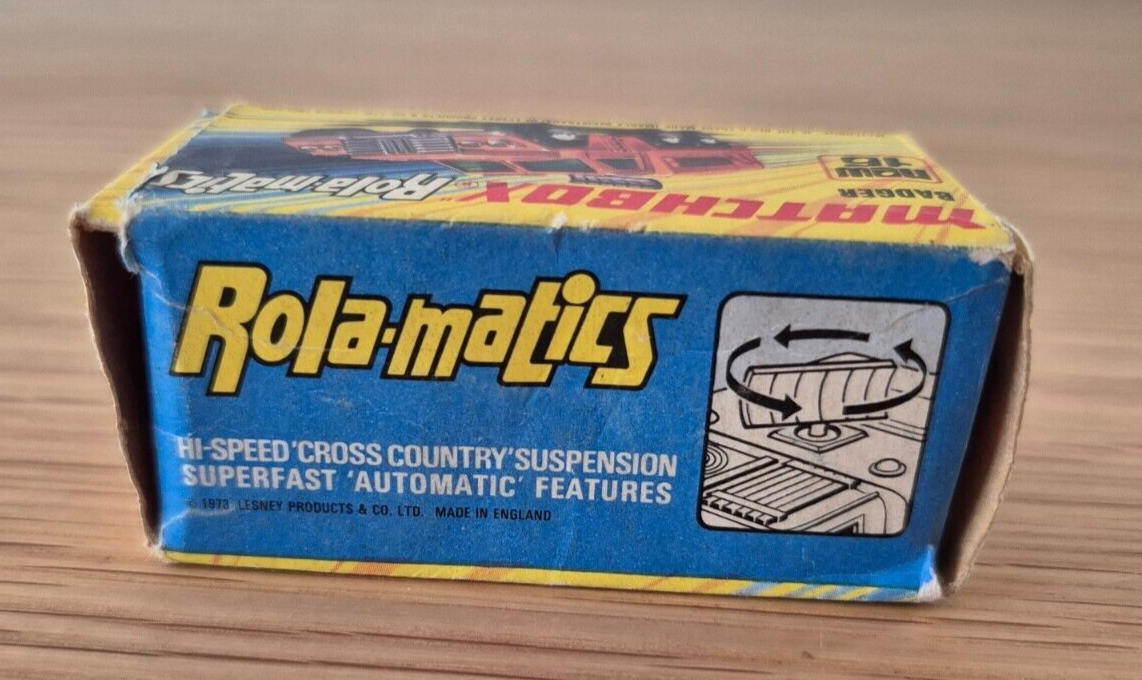 MATCHBOX
BADGER
New
16
Rola-matics
Rola-matics
HI-SPEED 'CROSS COUNTRY' SUSPENSION
SUPERFAST 'AUTOMATIC' FEATURES
© 1973 LESNEY PRODUCTS & CO. LTD. MADE IN ENGLAND